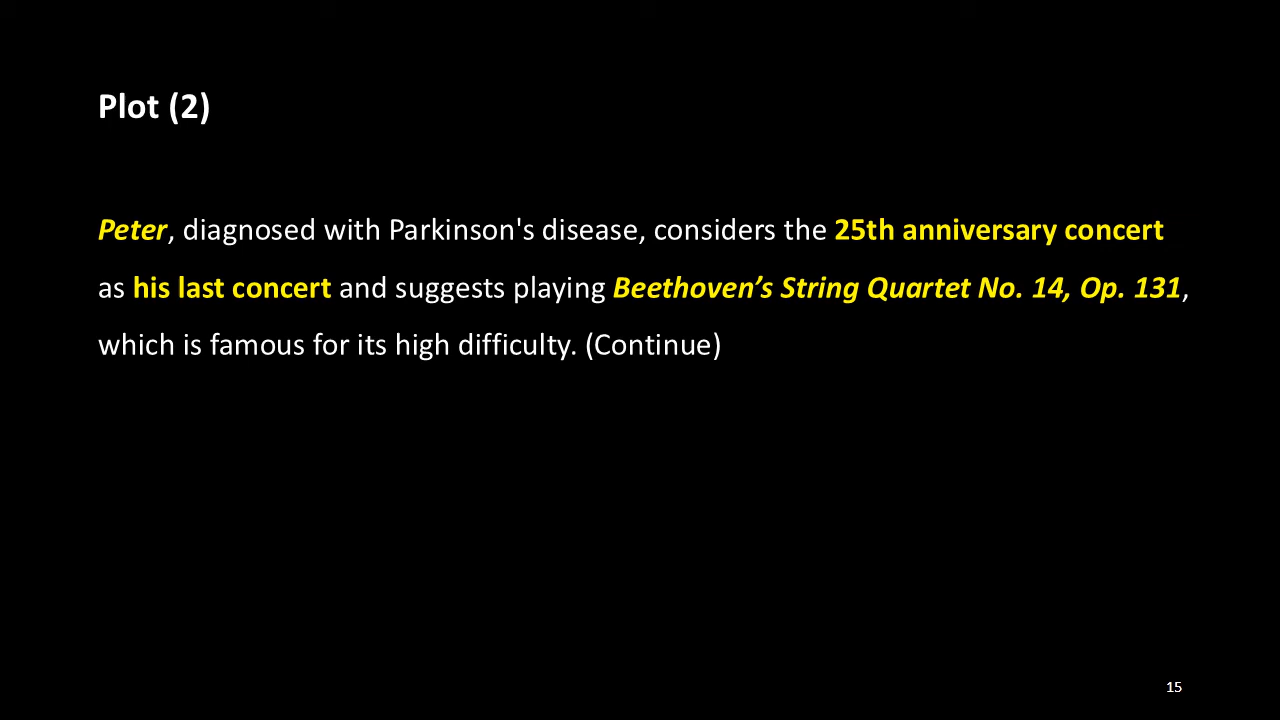 Plot (2)
Peter, diagnosed with Parkinson's disease, considers the 25th anniversary concert
as his last concert and suggests playing Beethoven’s String Quartet No. 14, Op. 131,
which is famous for its high difficulty. (Continue)
15